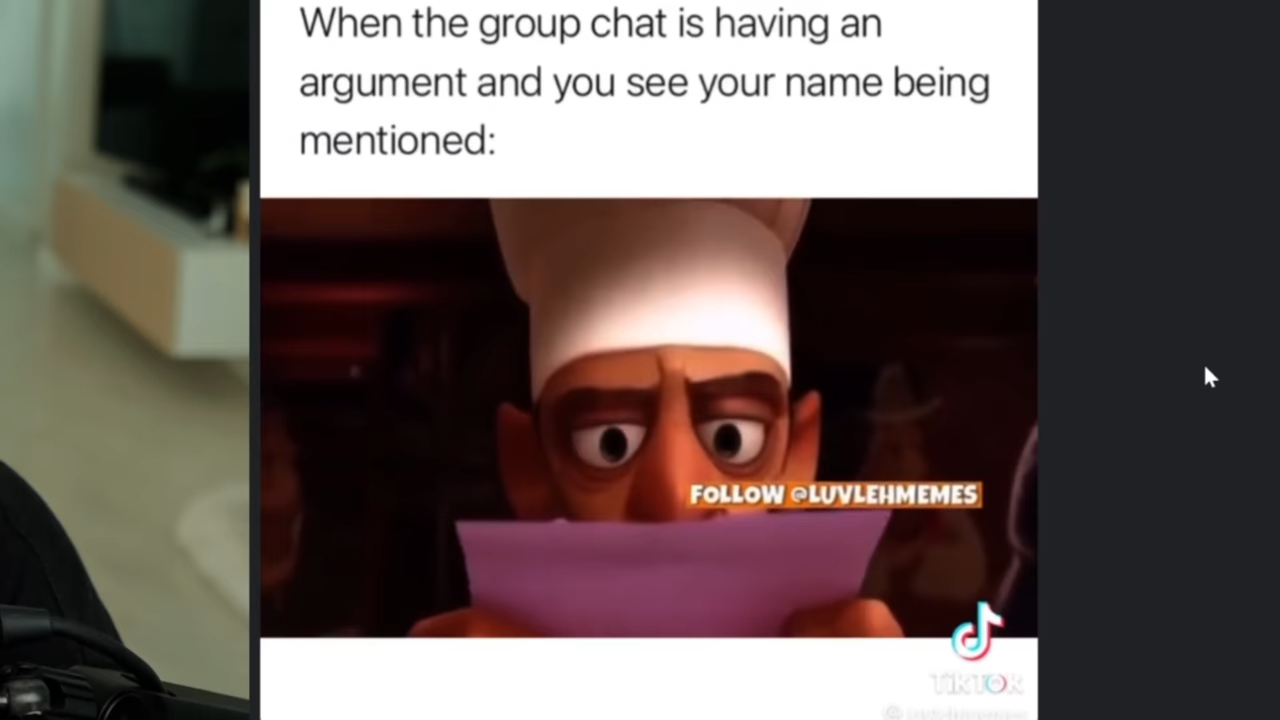 When the group chat is having an
argument and you see your name being
mentioned:
FOLLOW @LUVLEHMEMES
TikTok